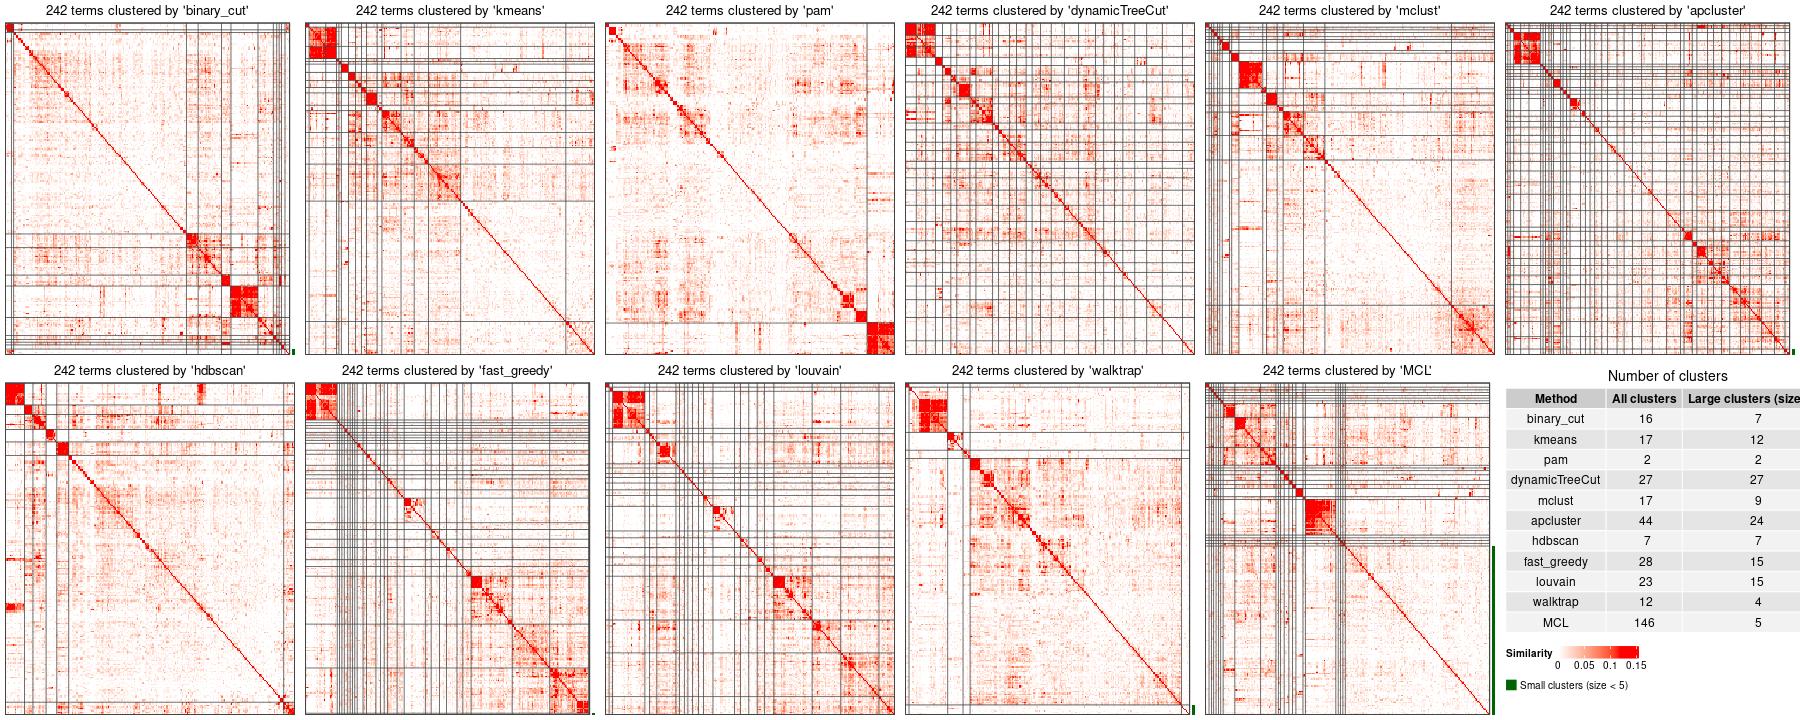 242 terms clustered by 'binary_cut'
242 terms clustered by 'kmeans'
242 terms clustered by 'pam'
242 terms clustered by 'dynamicTreeCut'
242 terms clustered by 'mclust'
242 terms clustered by 'apcluster'
242 terms clustered by 'hdbscan'
242 terms clustered by 'fast_greedy'
242 terms clustered by 'louvain'
242 terms clustered by 'walktrap'
242 terms clustered by 'MCL'
Number of clusters
Method All clusters Large clusters (size
binary_cut 16 7
kmeans 17 12
pam 2 2
dynamicTreeCut 27 27
mclust 17 9
apcluster 44 24
hdbscan 7 7
fast_greedy 28 15
louvain 23 15
walktrap 12 4
MCL 146 5
Similarity
0 0.05 0.1 0.15
Small clusters (size < 5)